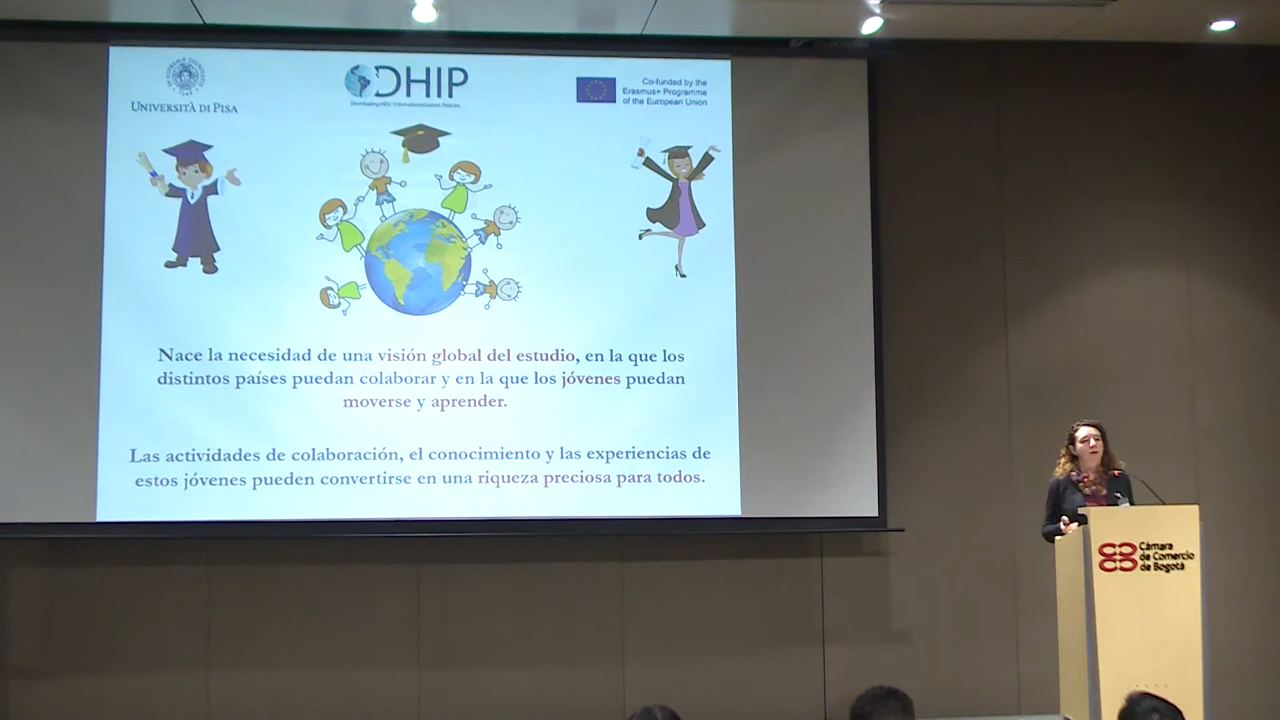 UNIVERSITÀ DI PISA
DHIP
Developing HEIs Internationalization Policies
Co-funded by the
Erasmus+ Programme
of the European Union
Nace la necesidad de una visión global del estudio, en la que los
distintos países puedan colaborar y en la que los jóvenes puedan
moverse y aprender.
Las actividades de colaboración, el conocimiento y las experiencias de
estos jóvenes pueden convertirse en una riqueza preciosa para todos.
Cámara
de Comercio
de Bogotá